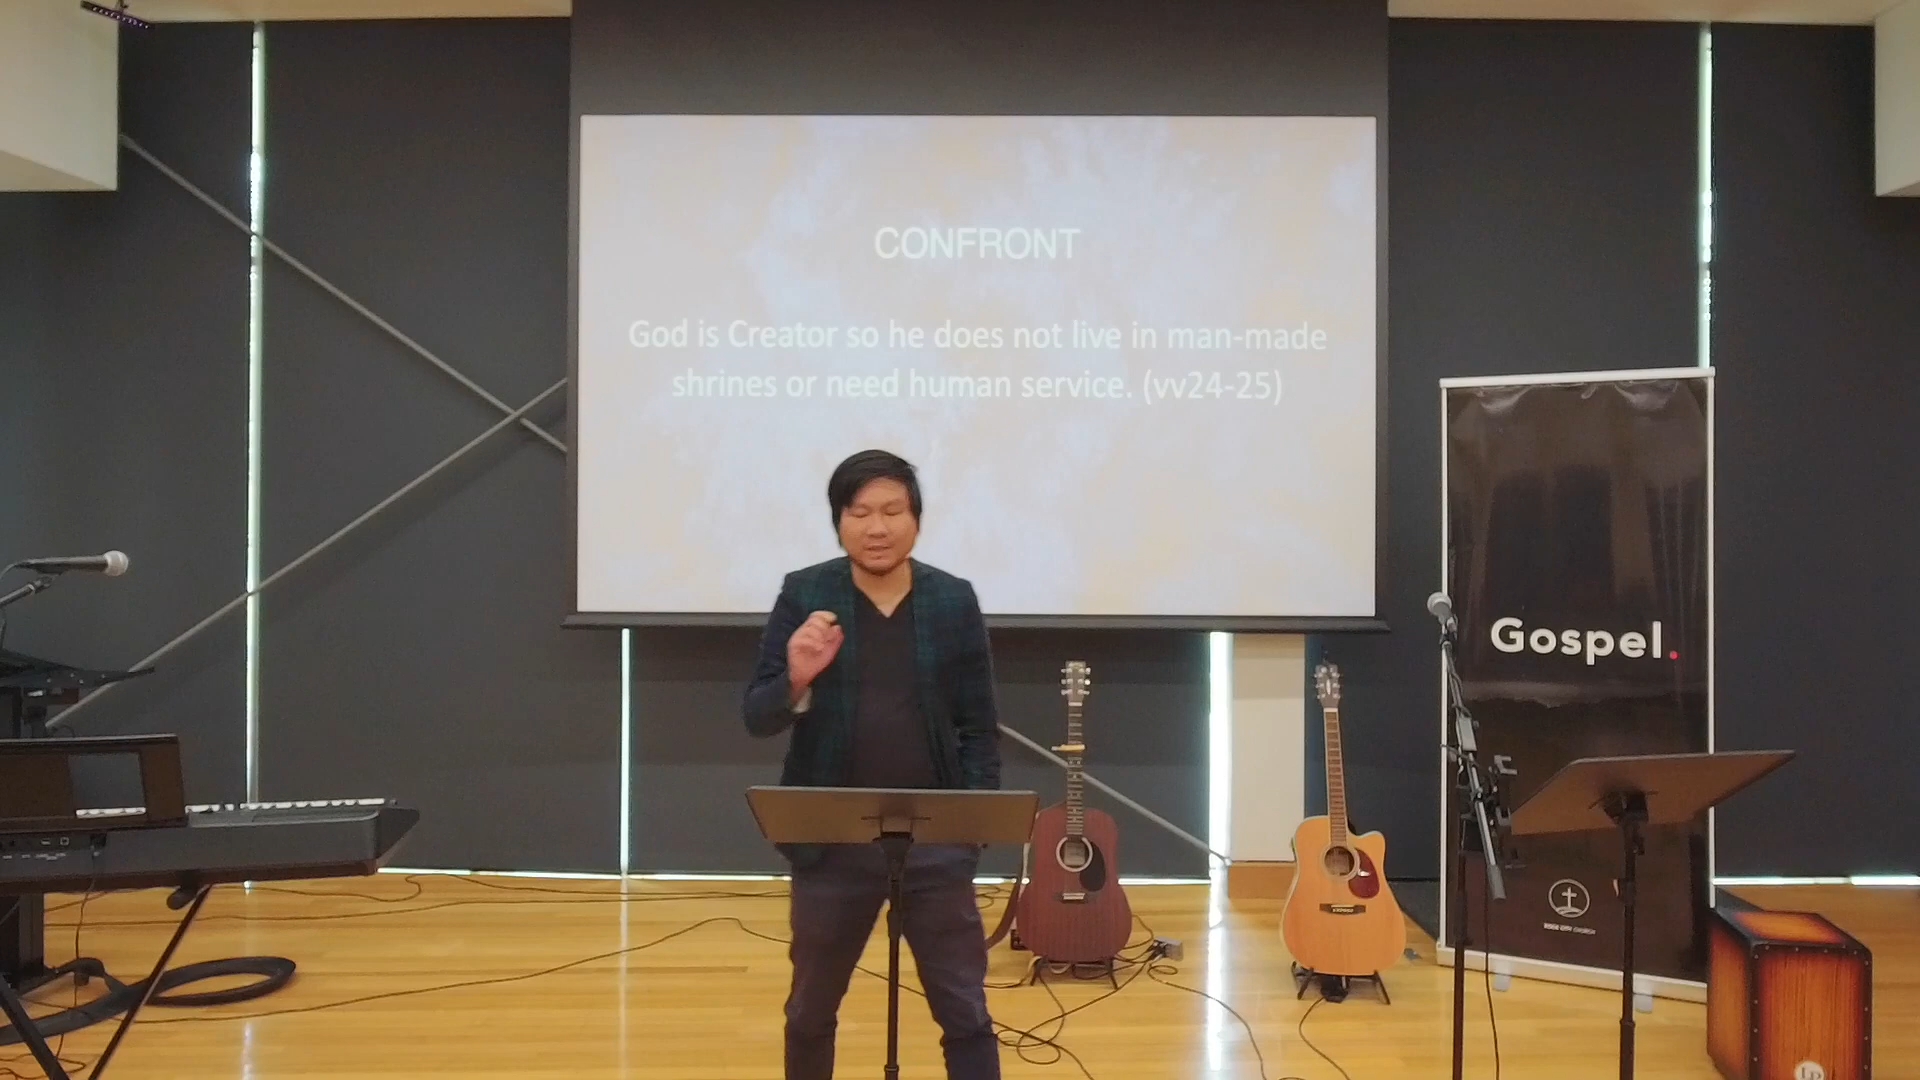 CONFRONT
God is Creator so he does not live in man-made
shrines or need human service. (vv24-25)
Gospel.
LP